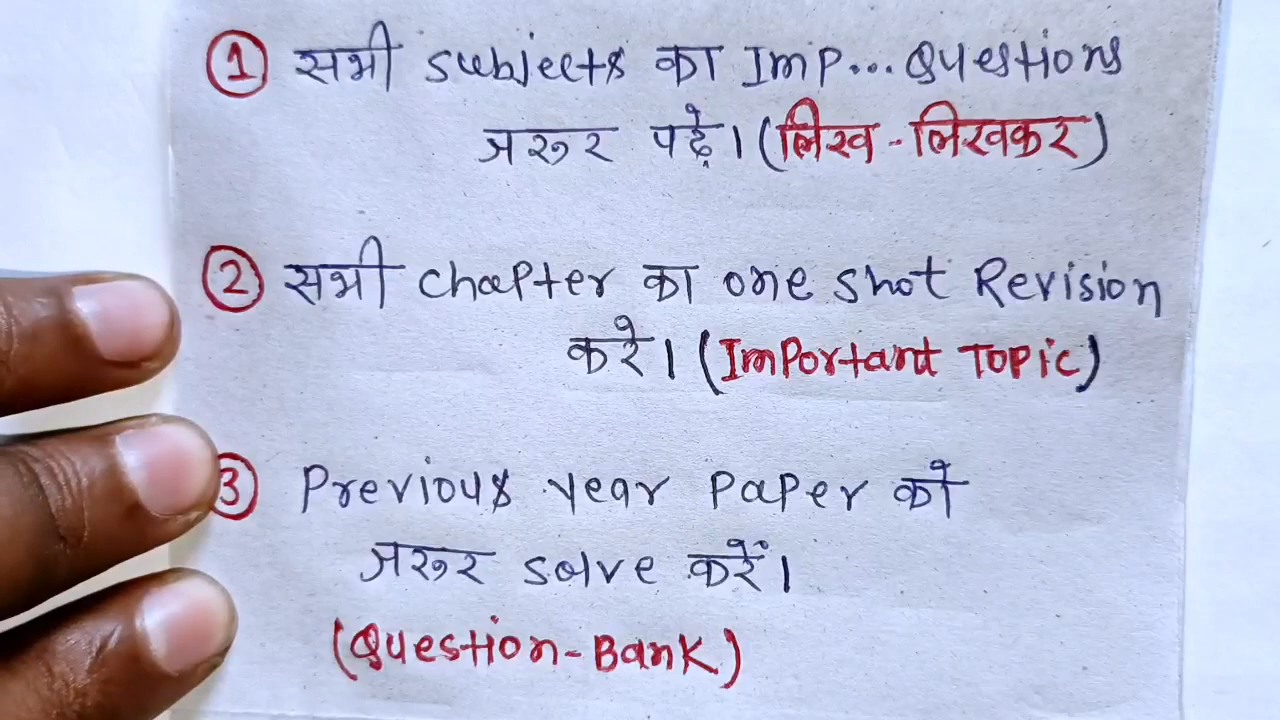 ① सभी subjects का Imp... Questions
जरुर पढ़े। (लिख-लिखकर)
② सभी chapter का one shot Revision
करे। (Important Topic)
③ Previous year Paper को
जरुर solve करें।
(Question-Bank)